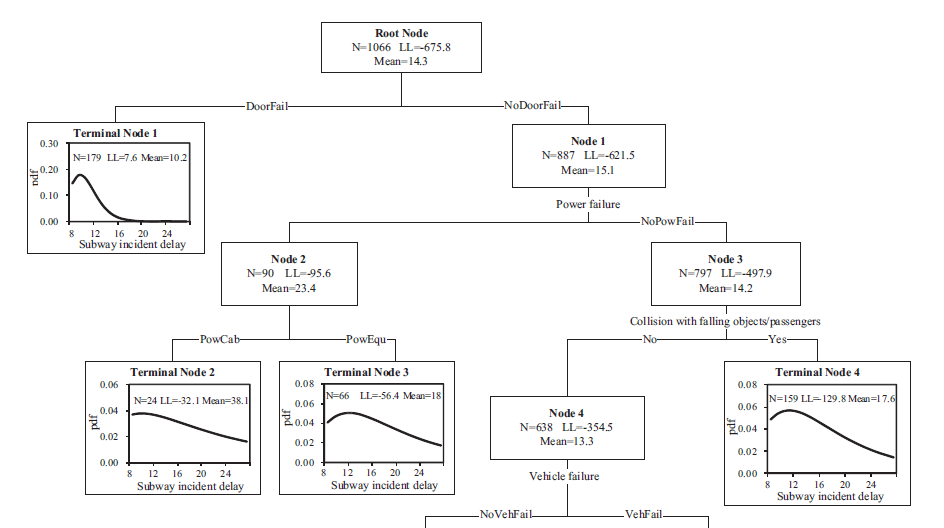 Root Node
N=1066 LL=-675.8
Mean=14.3
DoorFail
NoDoorFail
Terminal Node 1
N=179 LL=7.6 Mean=10.2
0.30
0.20
0.10
0.00
pdf
8 12 16 20 24
Subway incident delay
Node 1
N=887 LL=-621.5
Mean=15.1
Power failure
NoPowFail
Node 2
N=90 LL=-95.6
Mean=23.4
Node 3
N=797 LL=-497.9
Mean=14.2
Collision with falling objects/passengers
PowCab
PowEqu
No
Yes
Terminal Node 2
N=24 LL=-32.1 Mean=38.1
0.06
0.04
0.02
0.00
pdf
8 12 16 20 24
Subway incident delay
Terminal Node 3
N=66 LL=-56.4 Mean=18
0.08
0.06
0.04
0.02
0.00
pdf
8 12 16 20 24
Subway incident delay
Node 4
N=638 LL=-354.5
Mean=13.3
Vehicle failure
NoVehFail
VehFail
Terminal Node 4
N=159 LL=-129.8 Mean=17.6
0.08
0.06
0.04
0.02
0.00
pdf
8 12 16 20 24
Subway incident delay